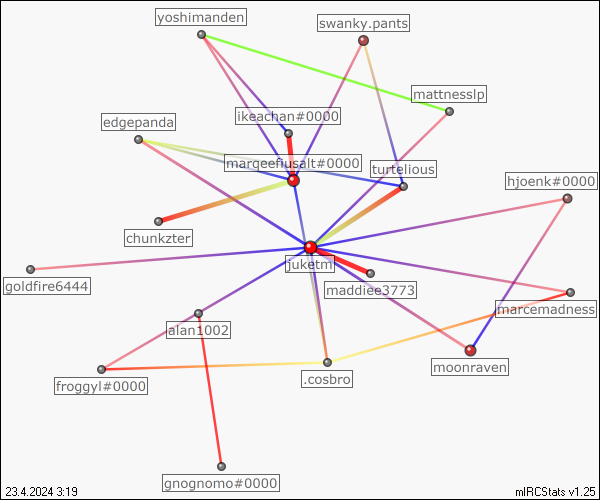 yoshimanden
swanky.pants
mattnesslp
ikeachan#0000
edgepanda
marqeefiusalt#0000
turtelious
hjoenk#0000
chunkzter
juketm
goldfire6444
maddiee3773
marcemadness
alan1002
moonraven
.cosbro
froggyl#0000
gnognomo#0000
23.4.2024 3:19
mIRCStats v1.25